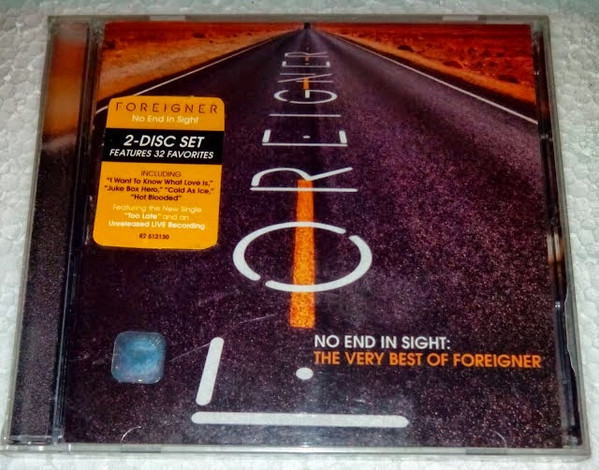 FOREIGNER
FOREIGNER
No End In Sight
2-DISC SET
FEATURES 32 FAVORITES
INCLUDING
"I Want To Know What Love Is,"
"Juke Box Hero," "Cold As Ice,"
"Hot Blooded"
Featuring the New Single
"Too Late" and an
Unreleased LIVE Recording
R2 512130
NO END IN SIGHT:
THE VERY BEST OF FOREIGNER